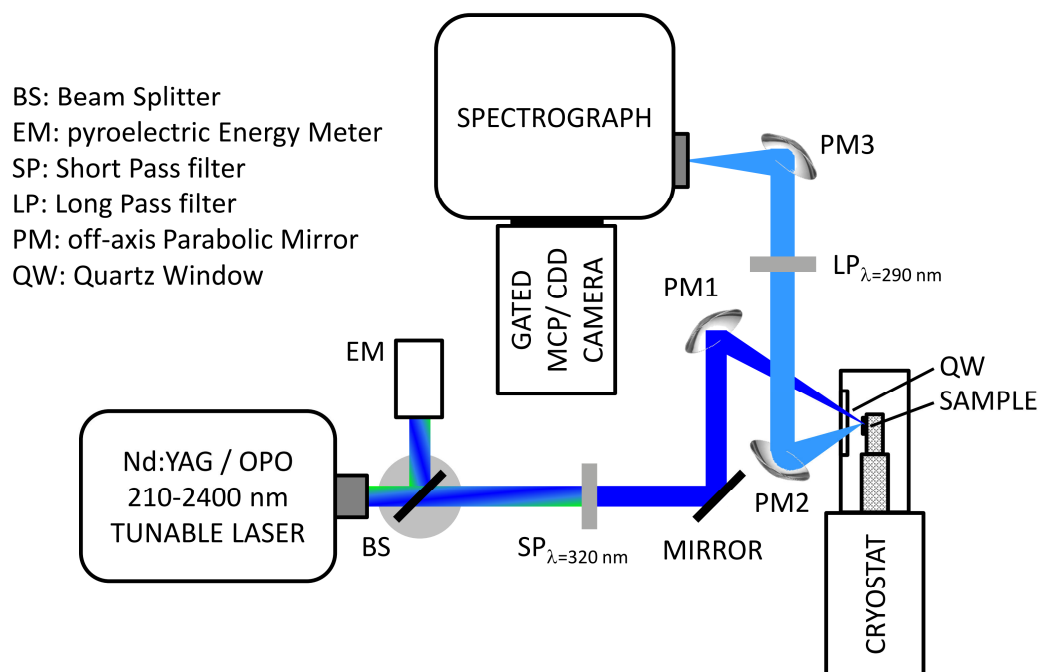 BS: Beam Splitter
EM: pyroelectric Energy Meter
SP: Short Pass filter
LP: Long Pass filter
PM: off-axis Parabolic Mirror
QW: Quartz Window
SPECTROGRAPH
PM3
LPλ=290 nm
GATED
MCP/ CDD
CAMERA
PM1
EM
QW
SAMPLE
Nd:YAG / OPO
210-2400 nm
TUNABLE LASER
BS
SPλ=320 nm
MIRROR
PM2
CRYOSTAT